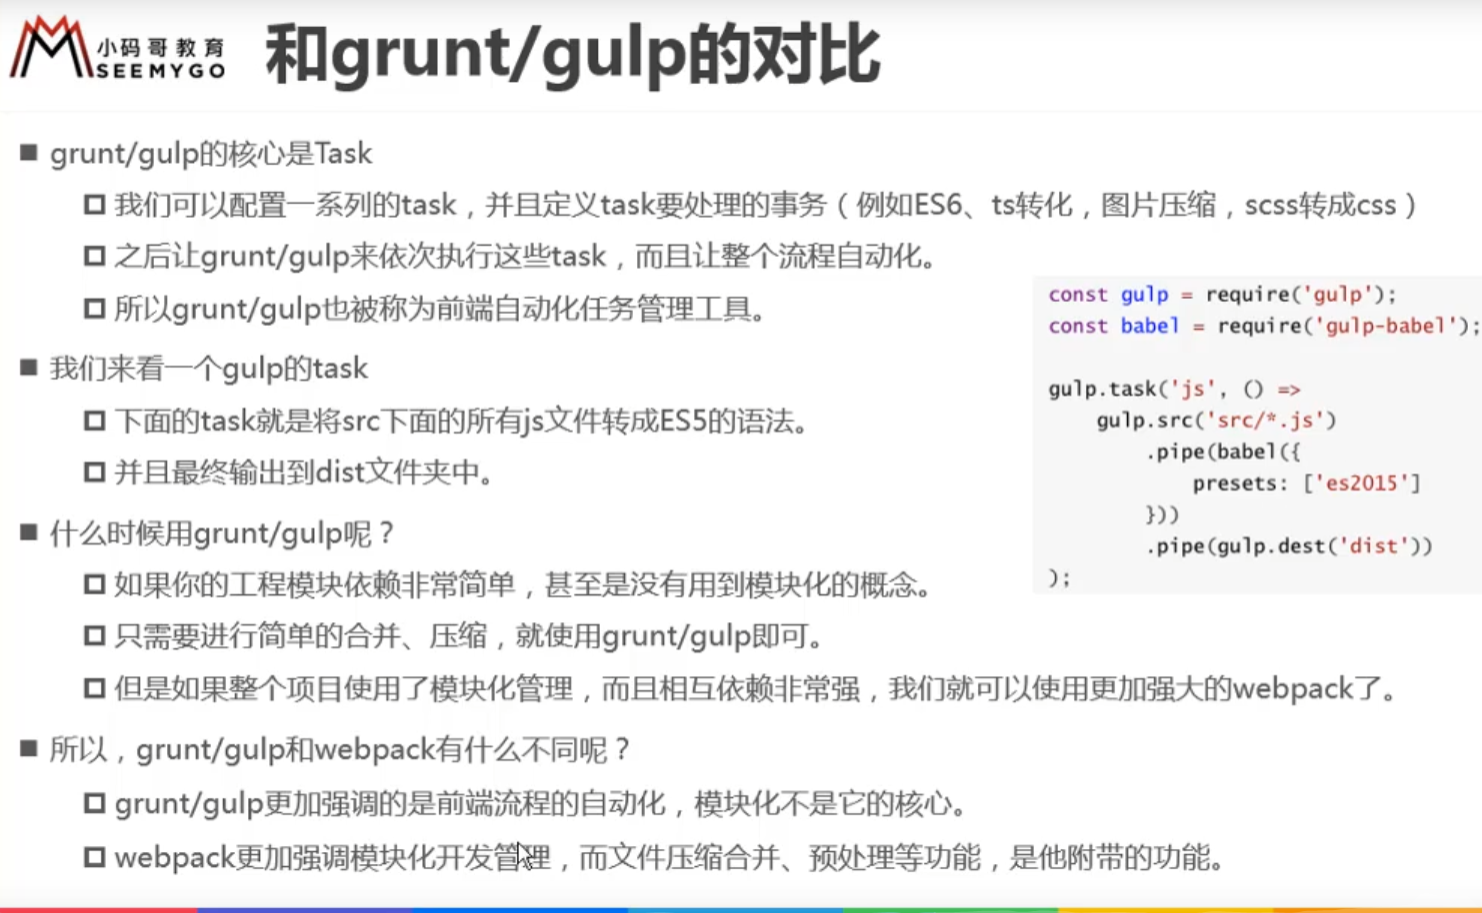 小码哥教育
SEEMYGO
和grunt/gulp的对比
grunt/gulp的核心是Task
我们可以配置一系列的task，并且定义task要处理的事务（例如ES6、ts转化，图片压缩，scss转成css）
之后让grunt/gulp来依次执行这些task，而且让整个流程自动化。
所以grunt/gulp也被称为前端自动化任务管理工具。
我们来看一个gulp的task
下面的task就是将src下面的所有js文件转成ES5的语法。
并且最终输出到dist文件夹中。
什么时候用grunt/gulp呢？
如果你的工程模块依赖非常简单，甚至是没有用到模块化的概念。
只需要进行简单的合并、压缩，就使用grunt/gulp即可。
但是如果整个项目使用了模块化管理，而且相互依赖非常强，我们就可以使用更加强大的webpack了。
所以，grunt/gulp和webpack有什么不同呢？
grunt/gulp更加强调的是前端流程的自动化，模块化不是它的核心。
webpack更加强调模块化开发管理，而文件压缩合并、预处理等功能，是他附带的功能。
const gulp = require('gulp');
const babel = require('gulp-babel');
gulp.task('js', () =>
gulp.src('src/*.js')
.pipe(babel({
presets: ['es2015']
}))
.pipe(gulp.dest('dist'))
);